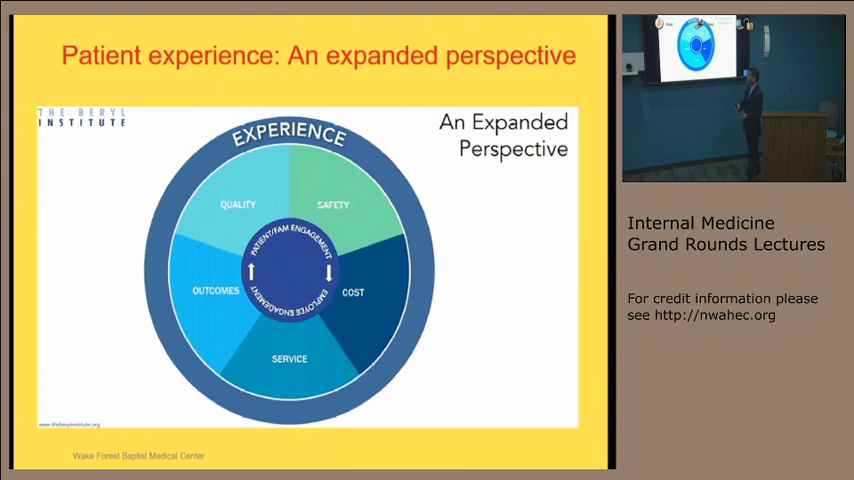 Patient experience: An expanded perspective
THE BERYL
INSTITUTE
An Expanded
Perspective
EXPERIENCE
QUALITY
SAFETY
PATIENT/FAM ENGAGEMENT
OUTCOMES
COST
EMPLOYEE ENGAGEMENT
SERVICE
www.theberylinstitute.org
Wake Forest Baptist Medical Center
Internal Medicine
Grand Rounds Lectures
For credit information please
see http://nwahec.org